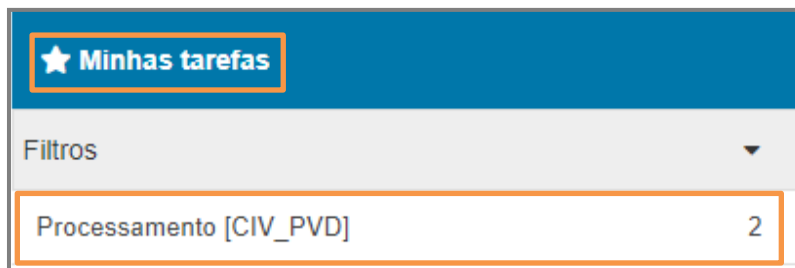 Minhas tarefas
Filtros
Processamento [CIV_PVD] 2